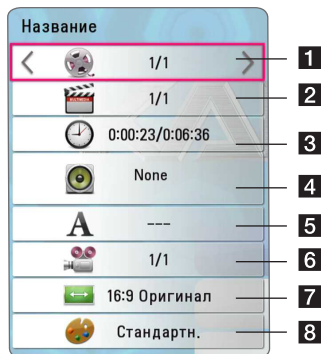 Название
1/1 1
1/1 2
0:00:23/0:06:36 3
None 4
A --- 5
1/1 6
16:9 Оригинал 7
Стандартн. 8